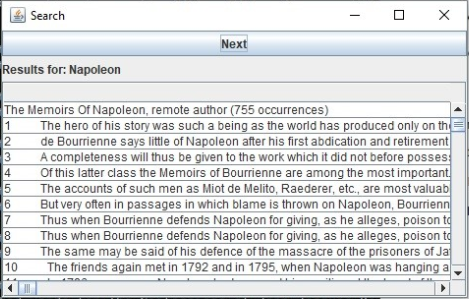 Search
Next
Results for: Napoleon
The Memoirs Of Napoleon, remote author (755 occurrences)
1 The hero of his story was such a being as the world has produced only on the
2 de Bourrienne says little of Napoleon after his first abdication and retirement
3 A completeness will thus be given to the work which it did not before posses
4 Of this latter class the Memoirs of Bourrienne are among the most important
5 The accounts of such men as Miot de Melito, Raederer, etc., are most valuab
6 But very often in passages in which blame is thrown on Napoleon, Bourrienn
7 Thus when Bourrienne defends Napoleon for giving, as he alleges, poison to
8 Thus when Bourrienne defends Napoleon for giving, as he alleges, poison to
9 The same may be said of his defence of the massacre of the prisoners of Jaf
10 The friends again met in 1792 and in 1795, when Napoleon was hanging a